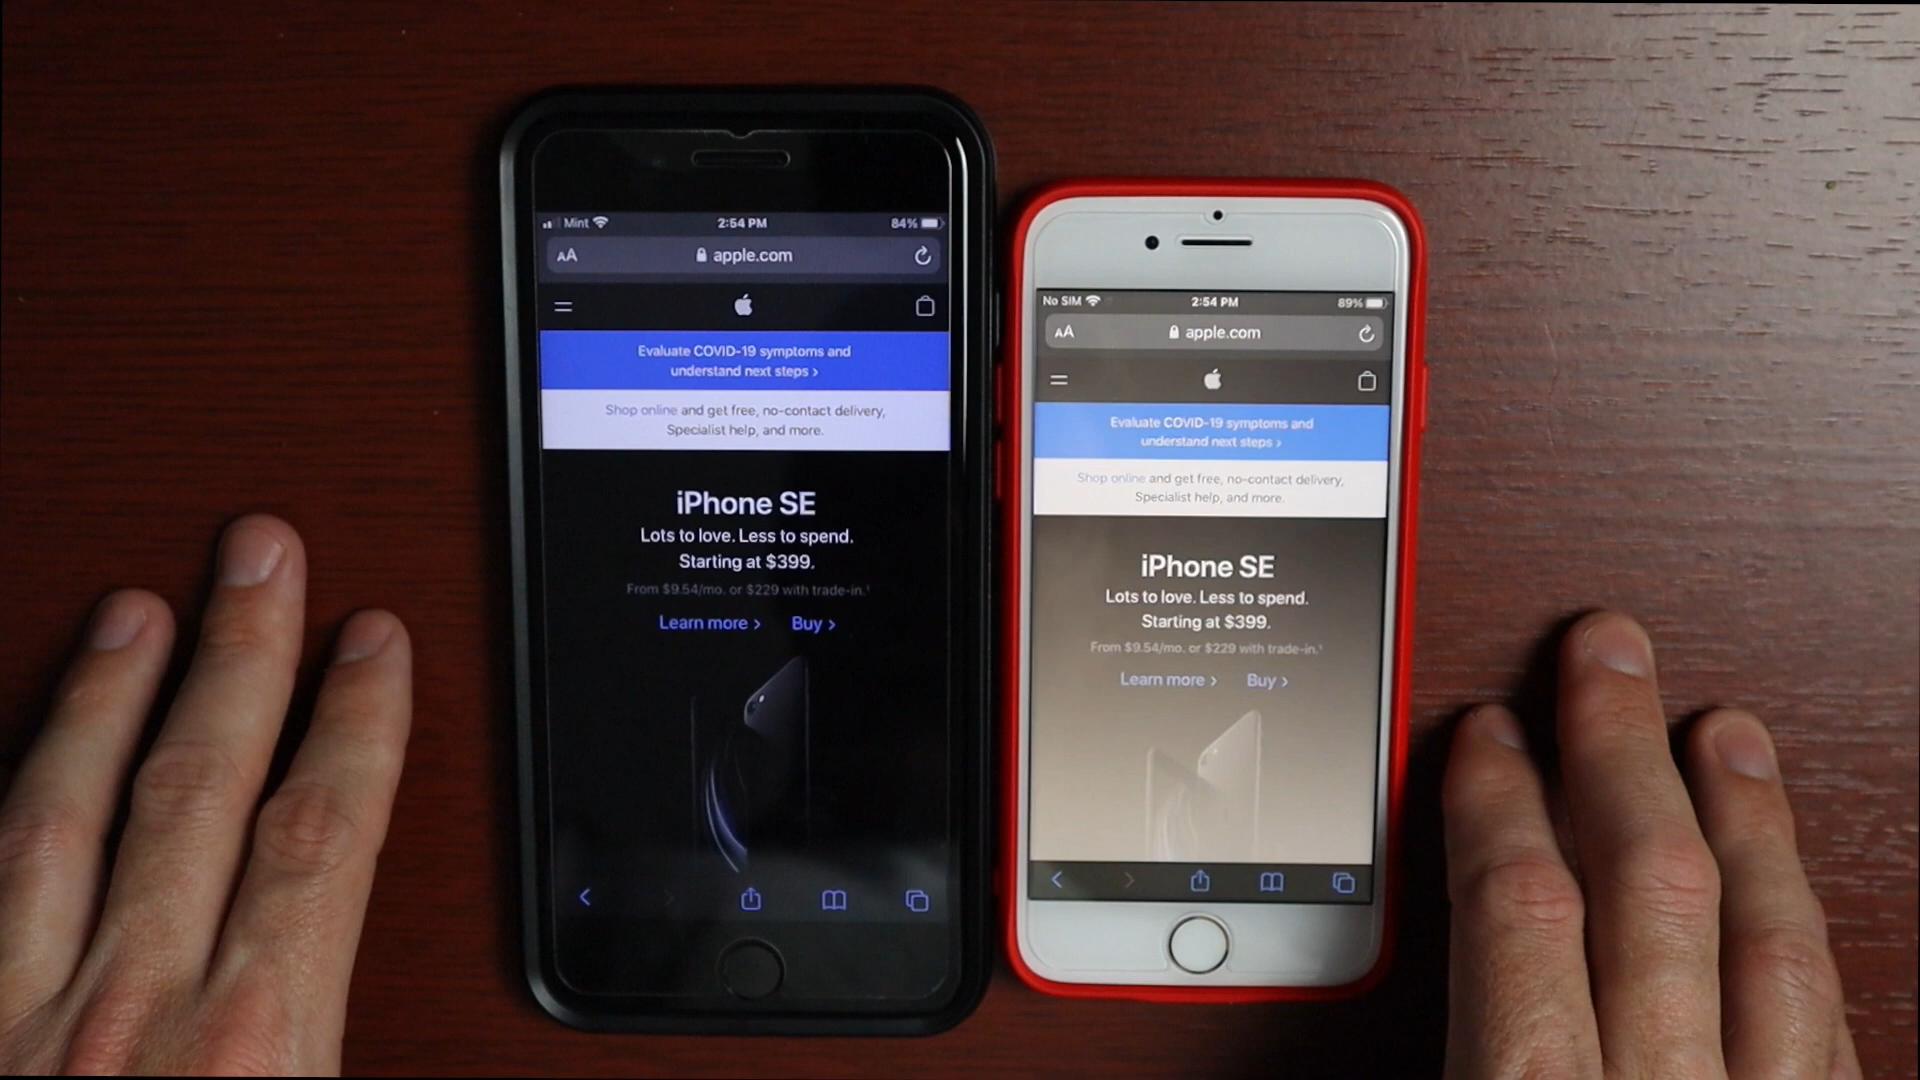 Mint 2:54 PM 84%
AA apple.com
Evaluate COVID-19 symptoms and
understand next steps >
Shop online and get free, no-contact delivery,
Specialist help, and more.
iPhone SE
Lots to love. Less to spend.
Starting at $399.
From $9.54/mo. or $229 with trade-in.¹
Learn more > Buy >
No SIM 2:54 PM 89%
AA apple.com
Evaluate COVID-19 symptoms and
understand next steps >
Shop online and get free, no-contact delivery,
Specialist help, and more.
iPhone SE
Lots to love. Less to spend.
Starting at $399.
From $9.54/mo. or $229 with trade-in.¹
Learn more > Buy >